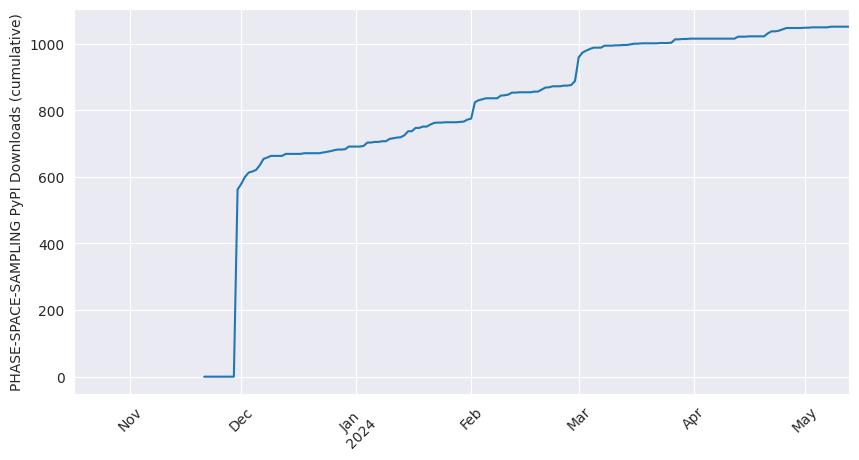 PHASE-SPACE-SAMPLING PyPI Downloads (cumulative)
1000
800
600
400
200
0
Nov
Dec
Jan
2024
Feb
Mar
Apr
May